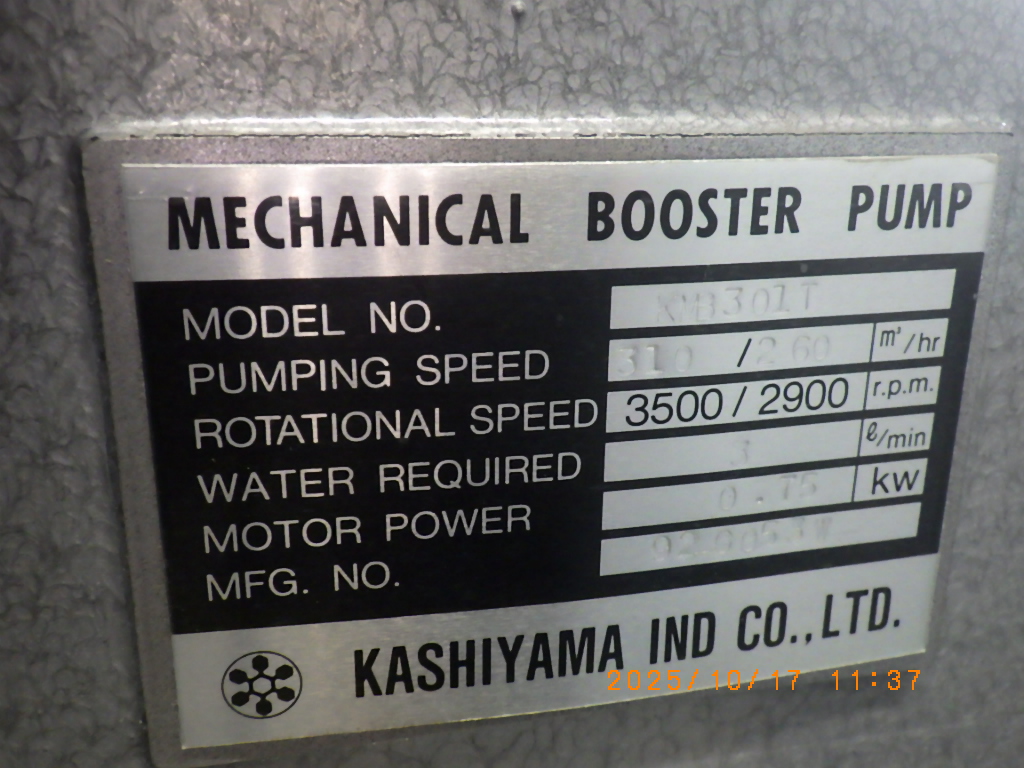 MECHANICAL BOOSTER PUMP
MODEL NO.
PUMPING SPEED 310 /260 m³/hr
ROTATIONAL SPEED 3500/2900 r.p.m.
WATER REQUIRED 3 ℓ/min
MOTOR POWER 0.75 kw
MFG. NO.
KASHIYAMA IND CO.,LTD.
2025/10/17 11:37